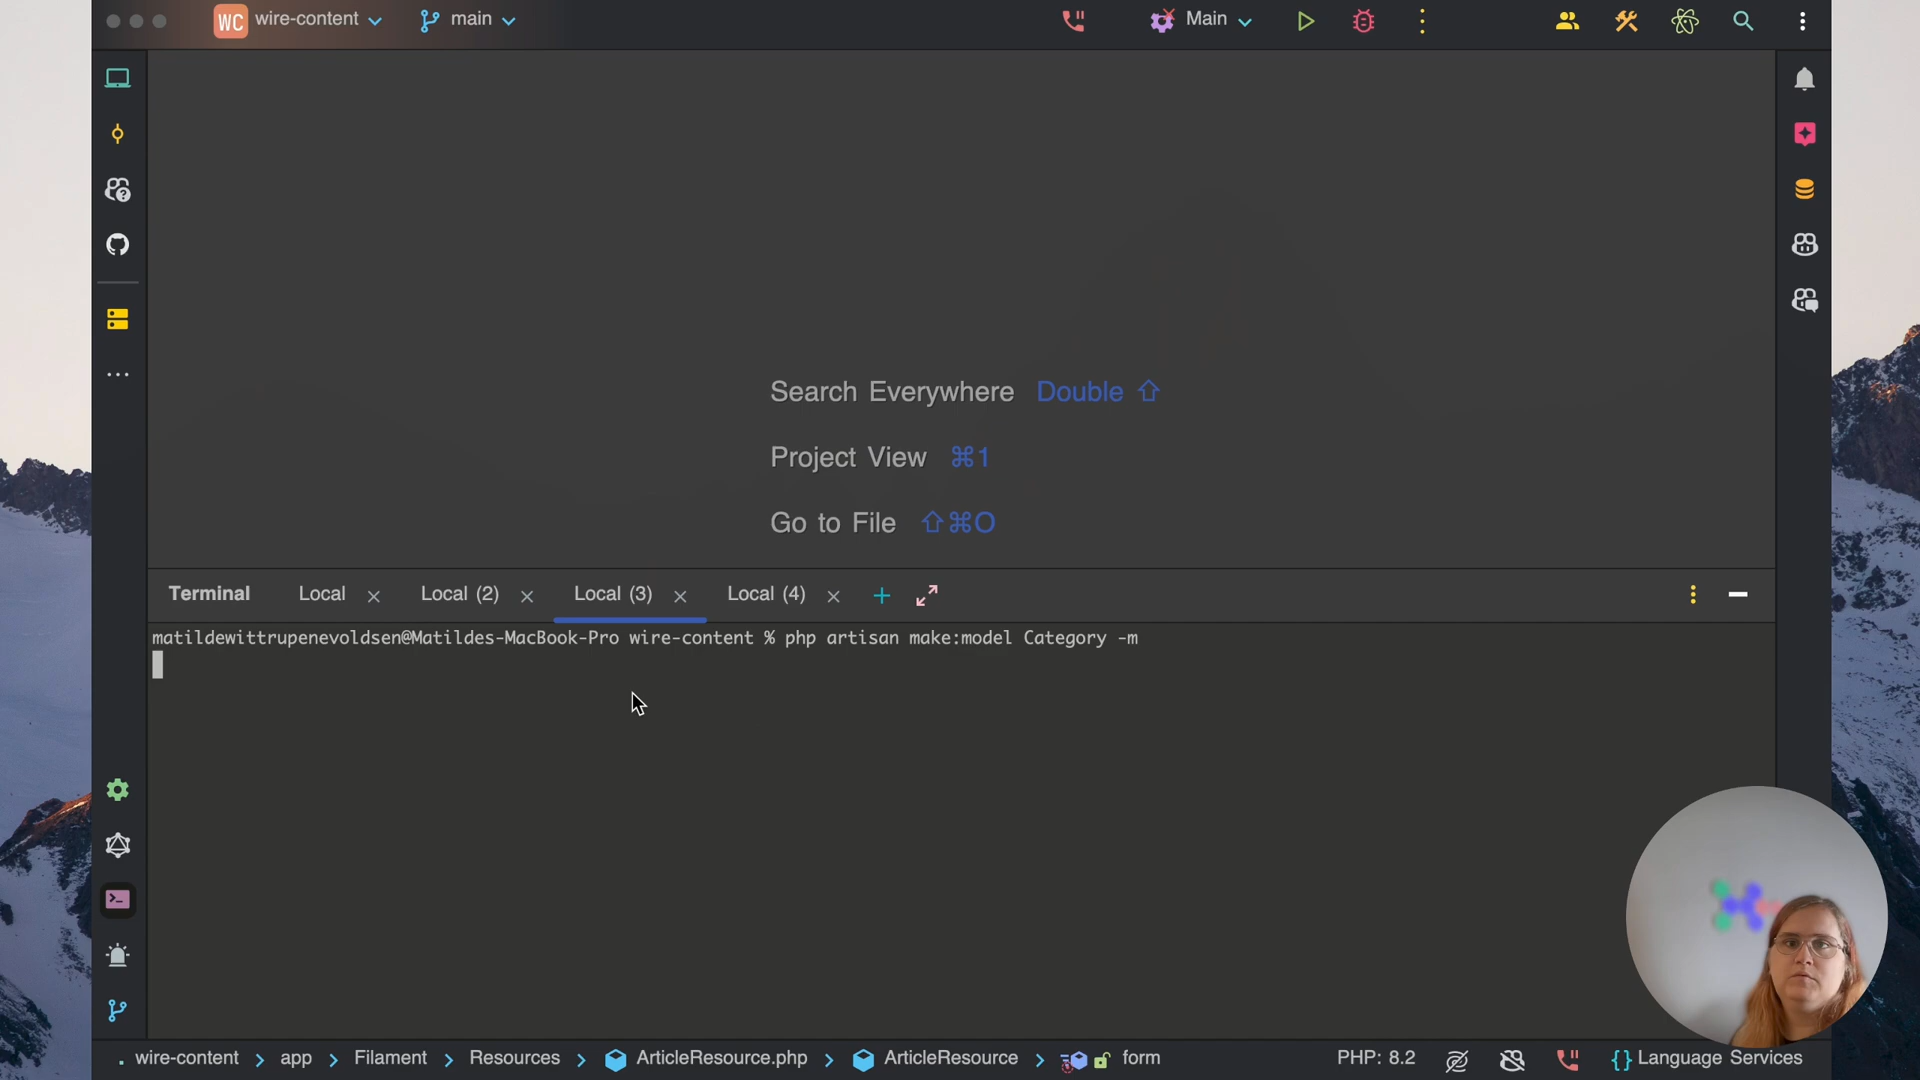 WC wire-content main Main
Search Everywhere Double ⇧
Project View ⌘1
Go to File ⇧⌘O
Terminal Local Local (2) Local (3) Local (4)
matildewittrupenevoldsen@Matildes-MacBook-Pro wire-content % php artisan make:model Category -m
wire-content > app > Filament > Resources > ArticleResource.php > ArticleResource > form PHP: 8.2 {} Language Services